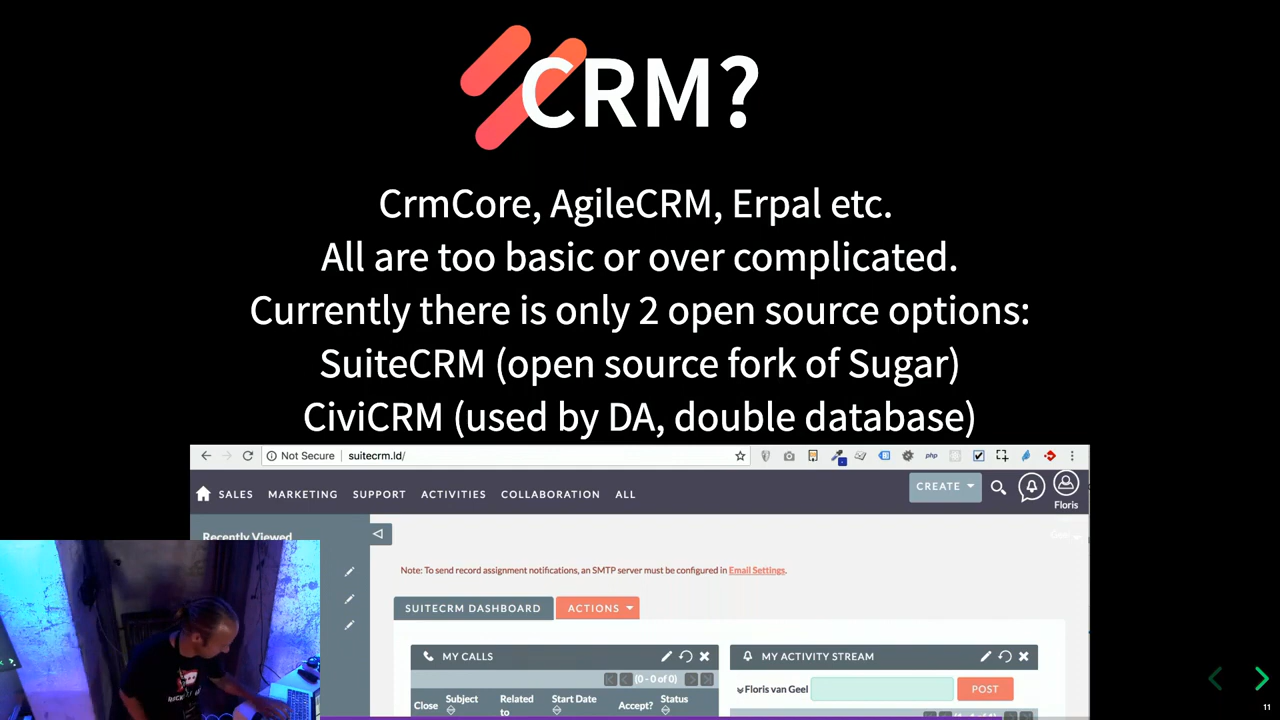 CRM?
CrmCore, AgileCRM, Erpal etc.
All are too basic or over complicated.
Currently there is only 2 open source options:
SuiteCRM (open source fork of Sugar)
CiviCRM (used by DA, double database)
Not Secure suitecrm.ld/
php
SALES MARKETING SUPPORT ACTIVITIES COLLABORATION ALL
CREATE
Floris
Recently Viewed
Note: To send record assignment notifications, an SMTP server must be configured in Email Settings.
SUITECRM DASHBOARD ACTIONS
MY CALLS
(0 - 0 of 0)
Close Subject Related to Start Date Accept? Status
MY ACTIVITY STREAM
Floris van Geel POST
11